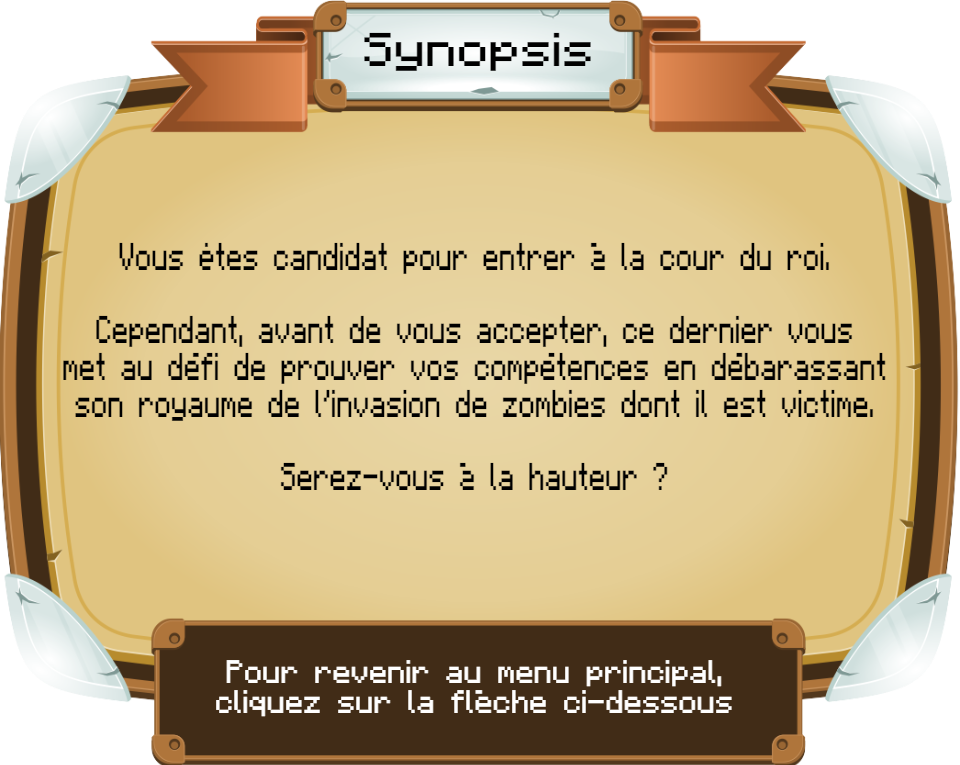 Synopsis
Vous êtes candidat pour entrer à la cour du roi.
Cependant, avant de vous accepter, ce dernier vous
met au défi de prouver vos compétences en débarassant
son royaume de l'invasion de zombies dont il est victime.
Serez-vous à la hauteur ?
Pour revenir au menu principal,
cliquez sur la flèche ci-dessous